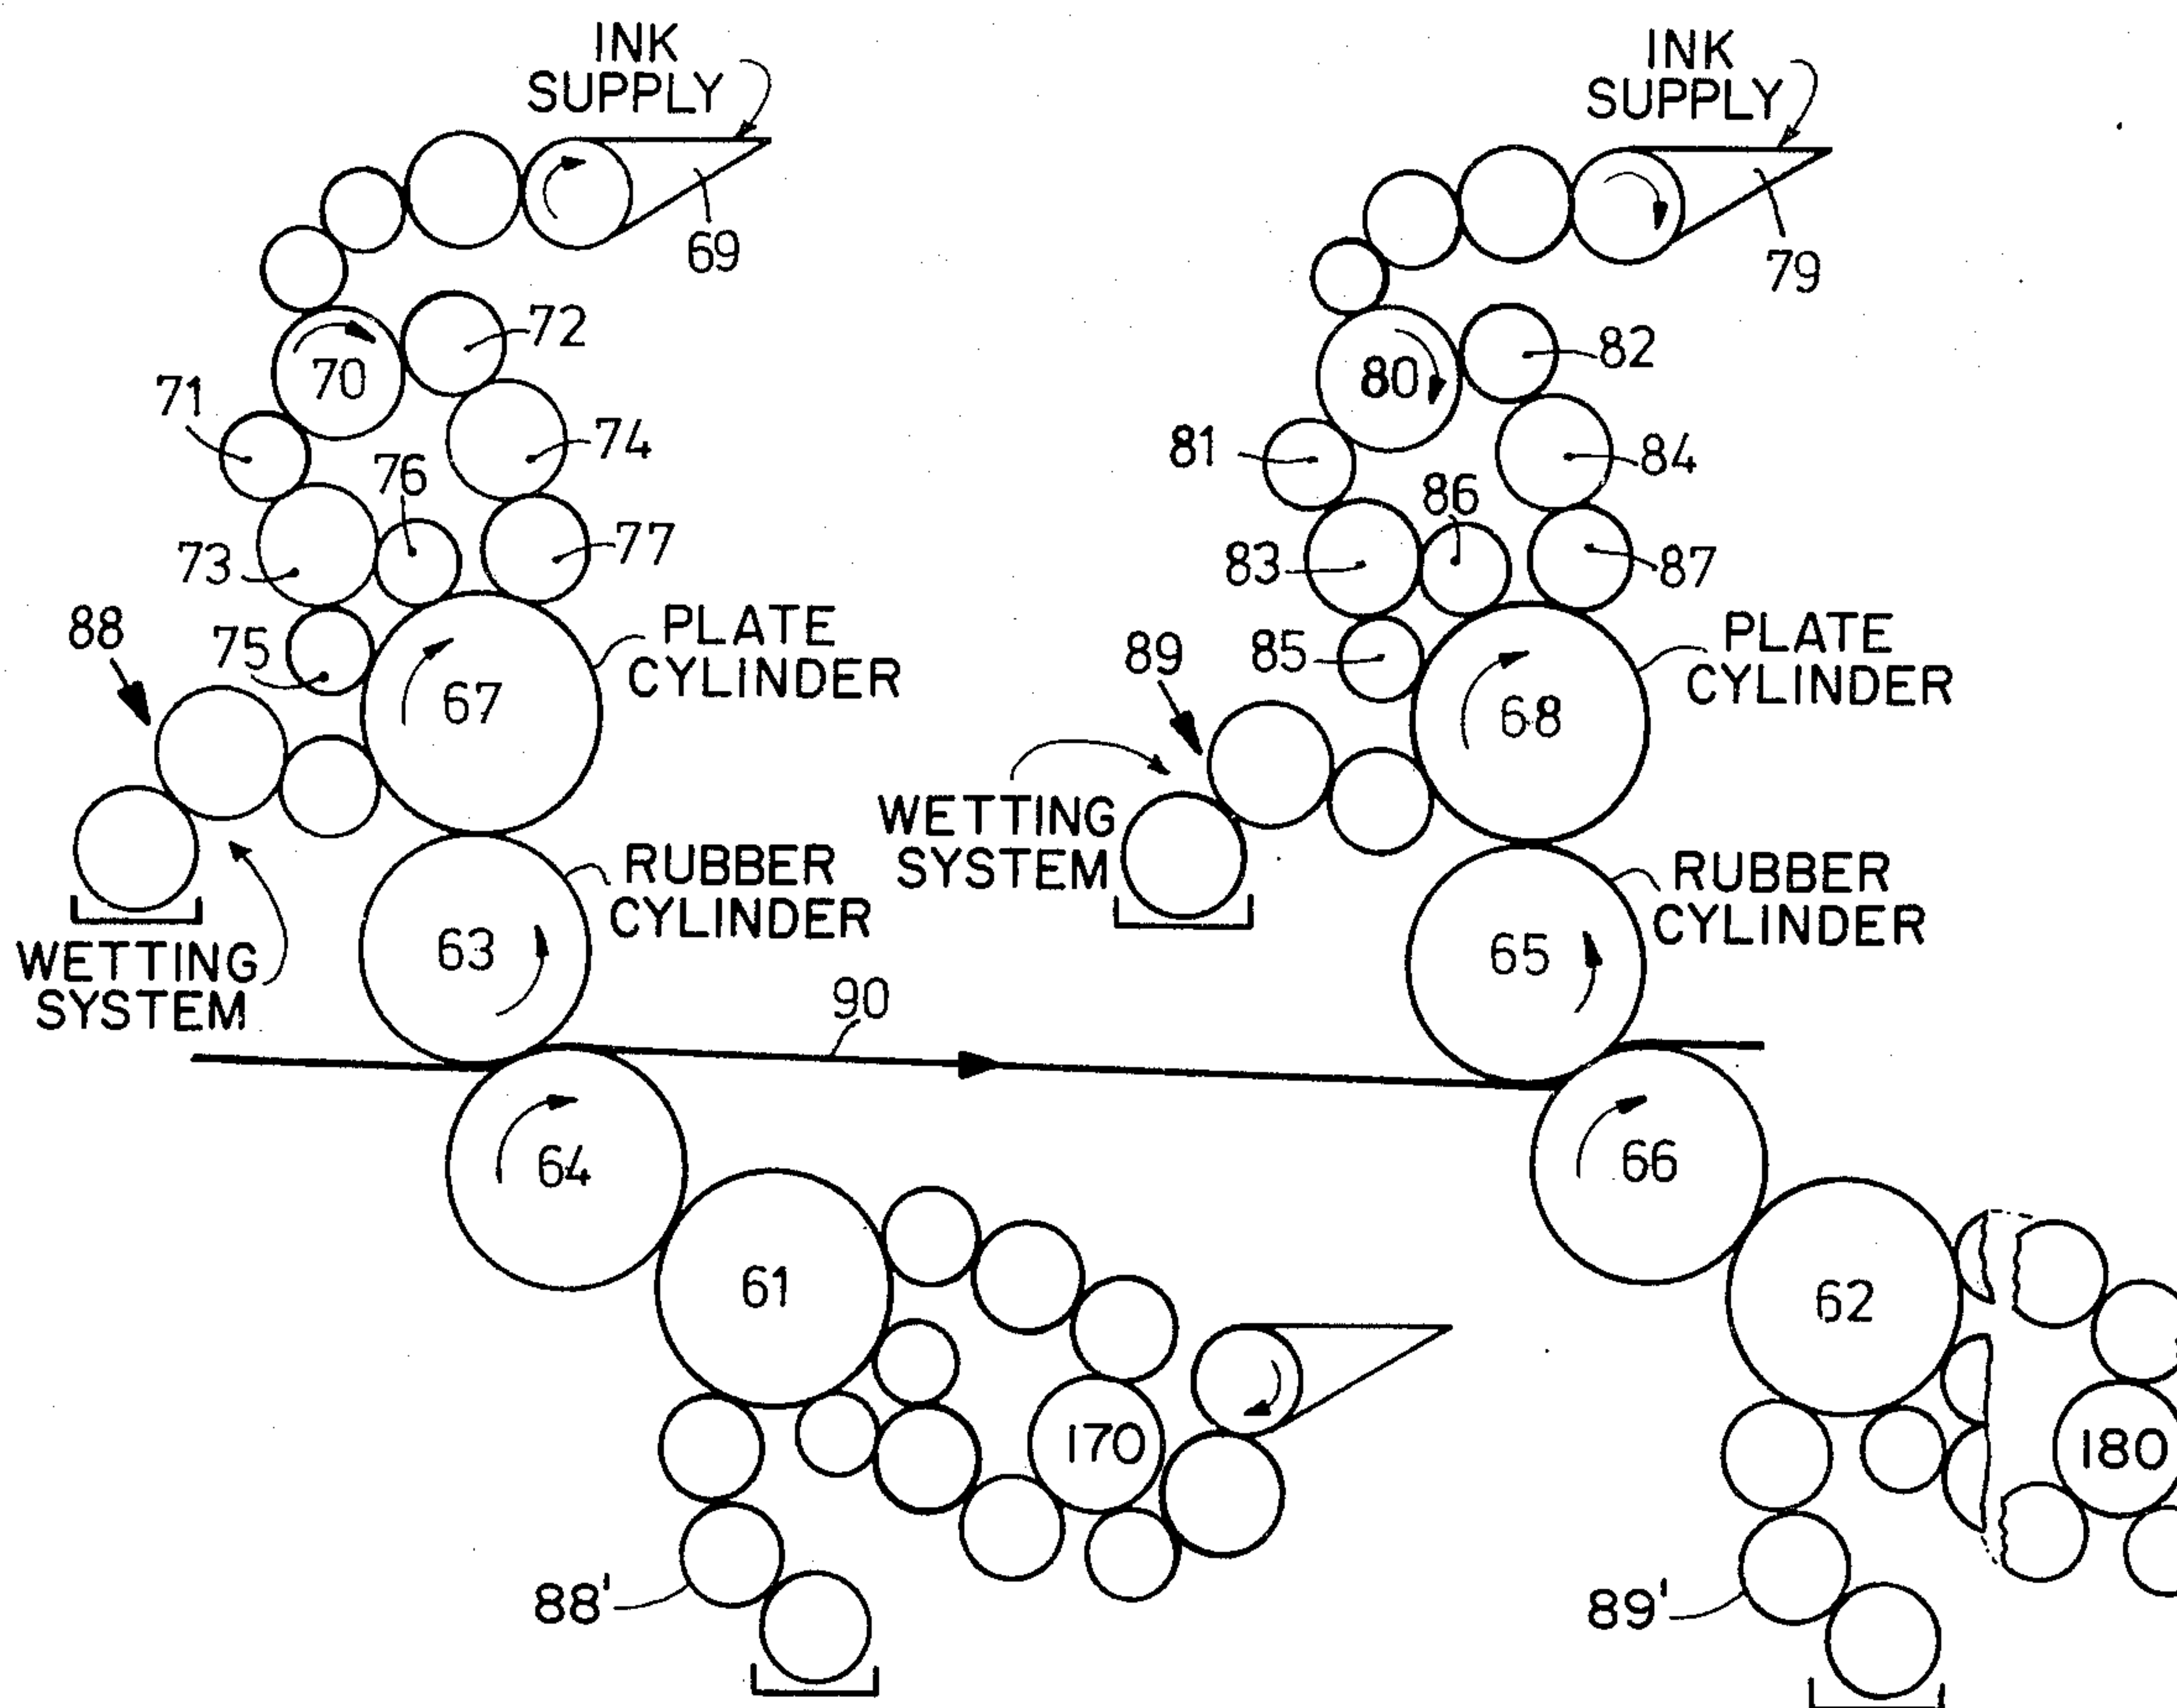 INK
SUPPLY
INK
SUPPLY
69
79
70
72
71
74
76
73
77
80
82
81
84
86
83
87
88
75
67
PLATE
CYLINDER
89
85
68
PLATE
CYLINDER
WETTING
SYSTEM
RUBBER
CYLINDER
WETTING
SYSTEM
RUBBER
CYLINDER
63
65
90
64
66
61
62
170
180
88'
89'